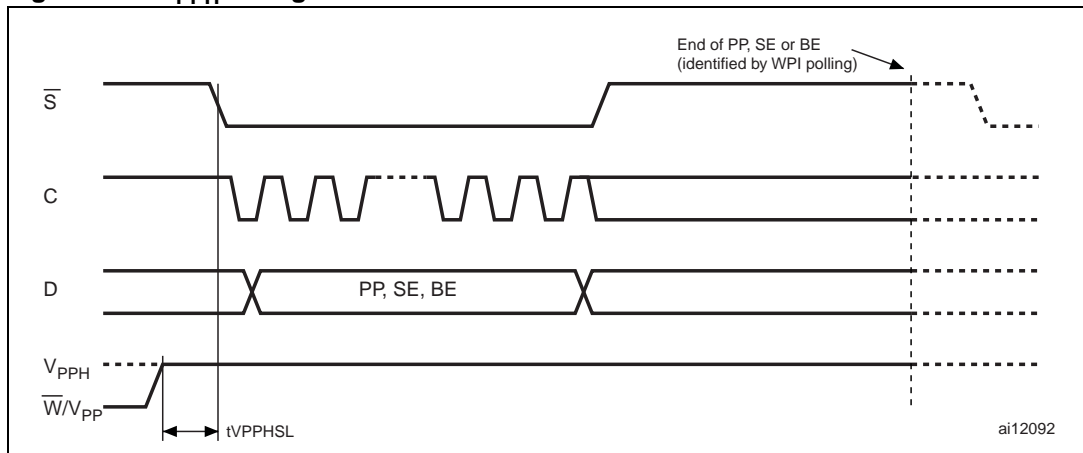 End of PP, SE or BE
(identified by WPI polling)
S̅
C
D
PP, SE, BE
VPPH
W̅/VPP
tVPPHSL
ai12092